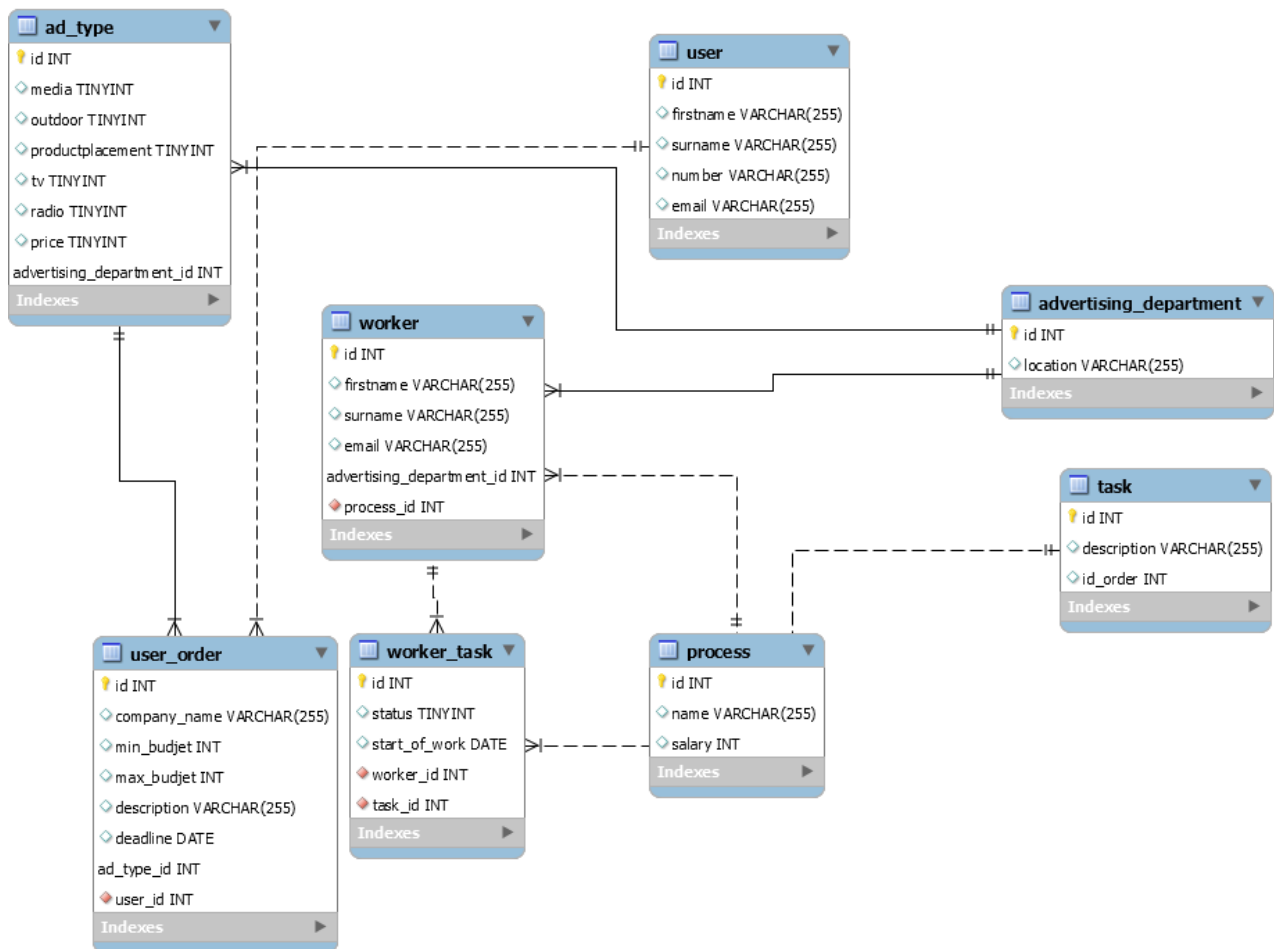 ad_type
id INT
media TINYINT
outdoor TINYINT
productplacement TINYINT
tv TINYINT
radio TINYINT
price TINYINT
advertising_department_id INT
Indexes
user
id INT
firstname VARCHAR(255)
surname VARCHAR(255)
number VARCHAR(255)
email VARCHAR(255)
Indexes
advertising_department
id INT
location VARCHAR(255)
Indexes
worker
id INT
firstname VARCHAR(255)
surname VARCHAR(255)
email VARCHAR(255)
advertising_department_id INT
process_id INT
Indexes
task
id INT
description VARCHAR(255)
id_order INT
Indexes
user_order
id INT
company_name VARCHAR(255)
min_budjet INT
max_budjet INT
description VARCHAR(255)
deadline DATE
ad_type_id INT
user_id INT
Indexes
worker_task
id INT
status TINYINT
start_of_work DATE
worker_id INT
task_id INT
Indexes
process
id INT
name VARCHAR(255)
salary INT
Indexes